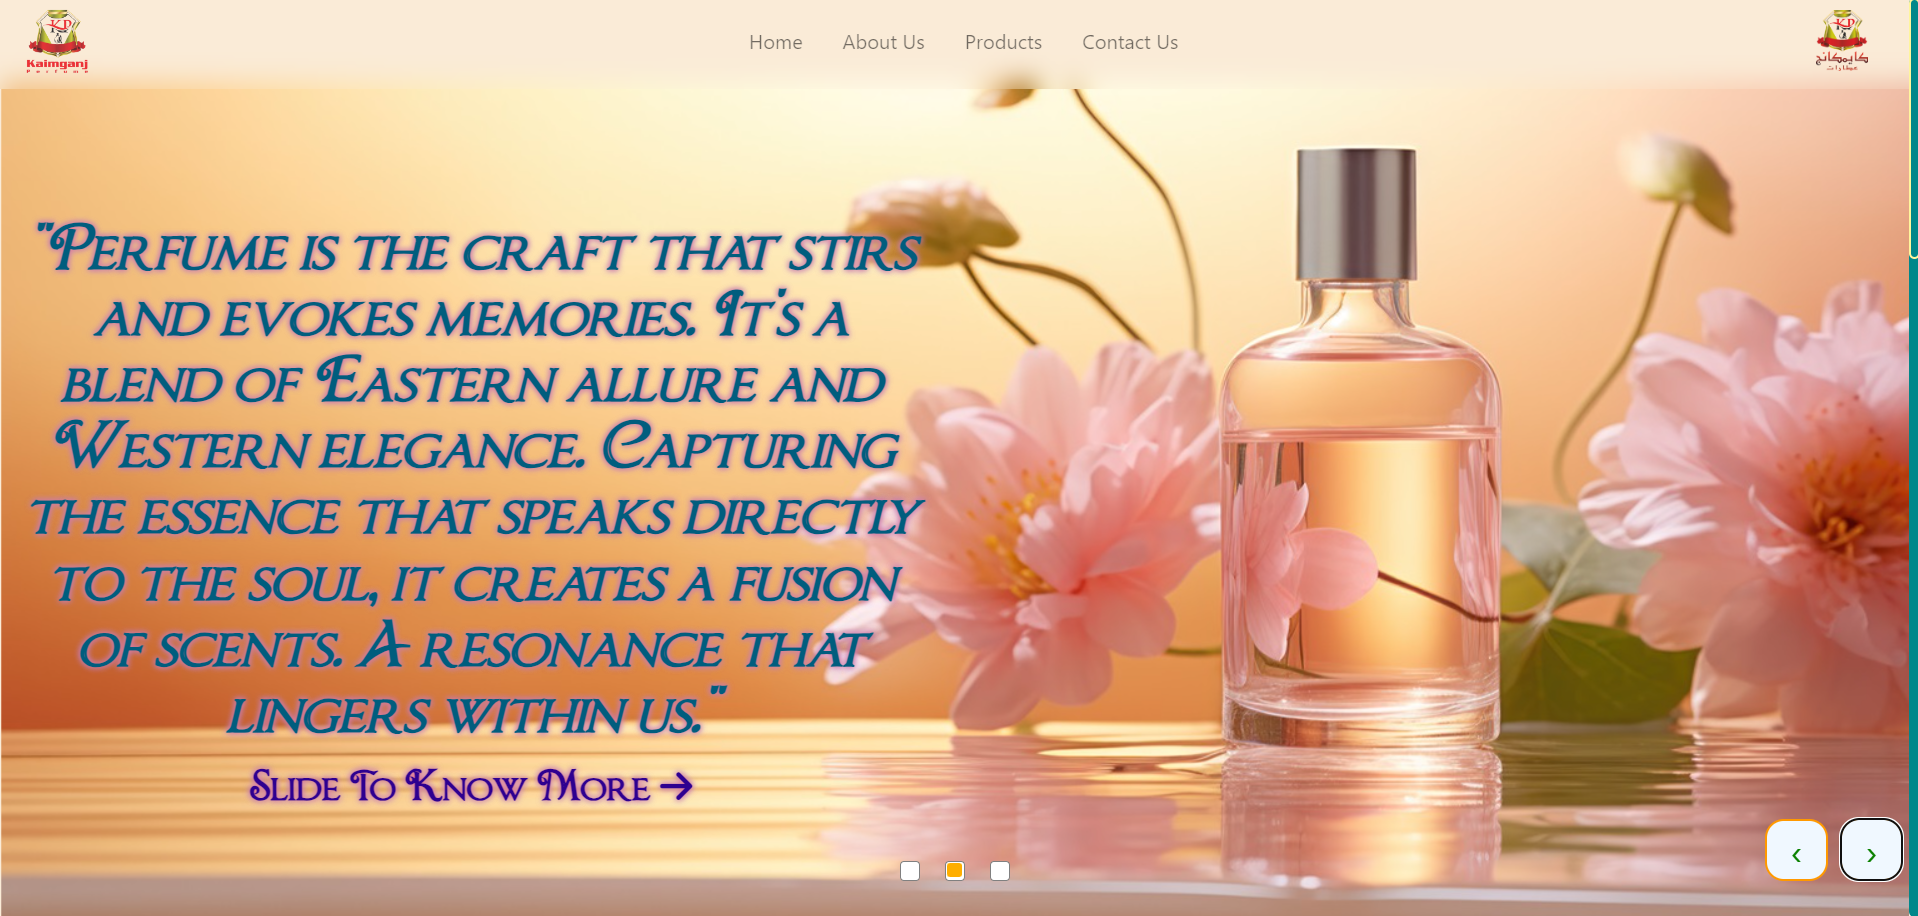 KP
Kaimganj
Perfume
Home
About Us
Products
Contact Us
KP
كايمكانج
عطارات
"Perfume is the craft that stirs
and evokes memories. It's a
blend of Eastern allure and
Western elegance. Capturing
the essence that speaks directly
to the soul, it creates a fusion
of scents. A resonance that
lingers within us."
Slide To Know More →
‹
›